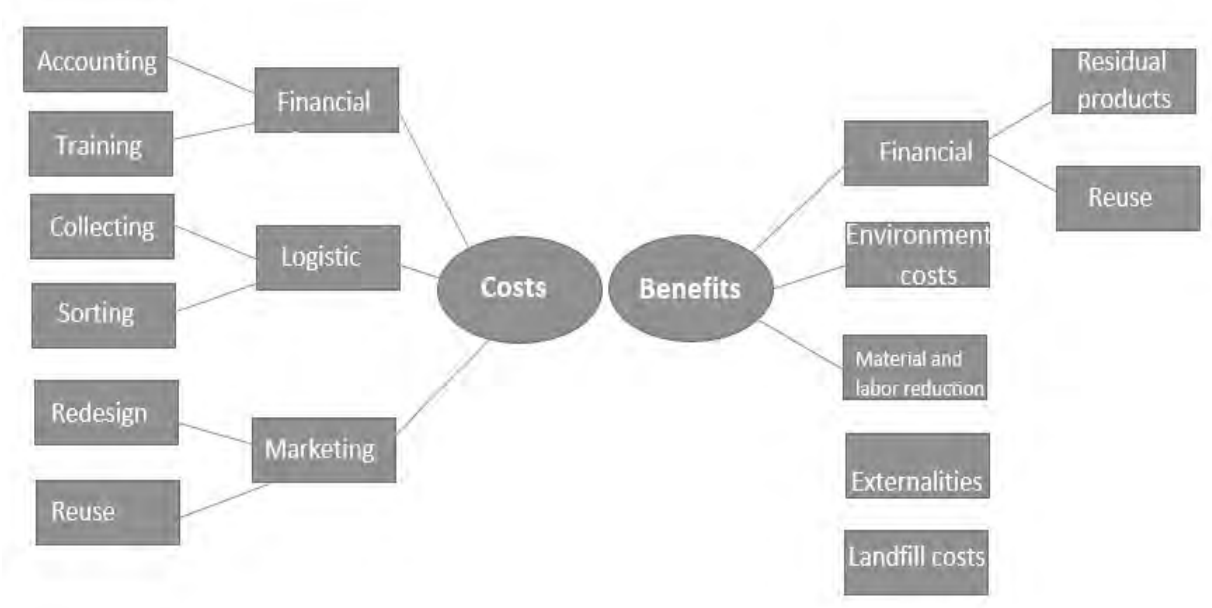 Accounting
Training
Collecting
Sorting
Redesign
Reuse
Financial
Logistic
Marketing
Costs
Benefits
Financial
Environment
costs
Material and
labor reduction
Externalities
Landfill costs
Residual
products
Reuse